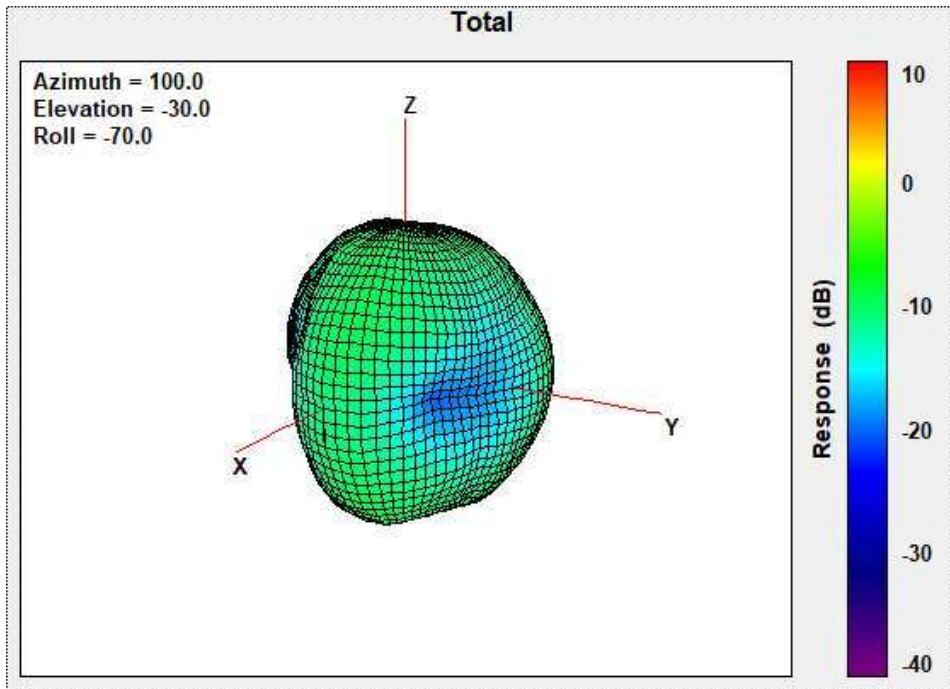 Total
Azimuth = 100.0
Elevation = -30.0
Roll = -70.0
Z
Y
X
Response (dB)
10
0
-10
-20
-30
-40